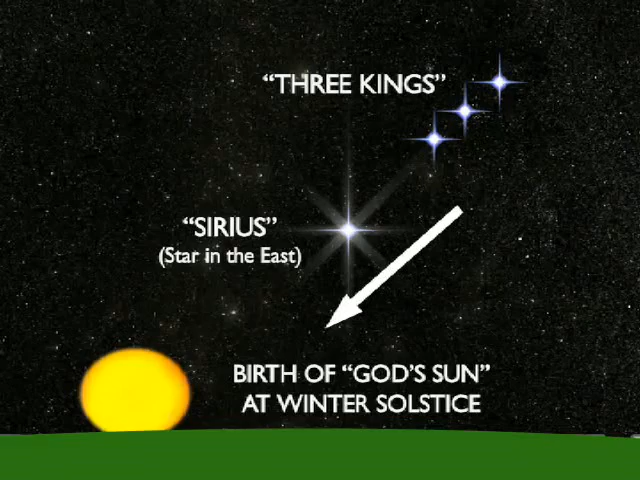 “THREE KINGS”
“SIRIUS”
(Star in the East)
BIRTH OF “GOD’S SUN”
AT WINTER SOLSTICE